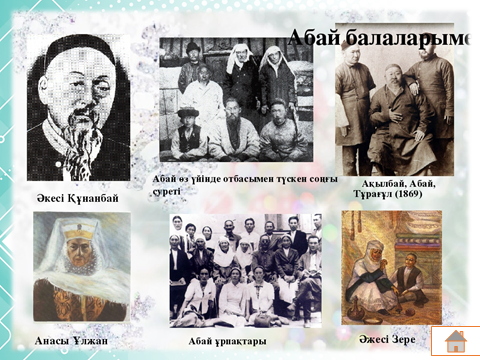 Абай балаларыме
Әкесі Құнанбай
Абай өз үйінде отбасымен түскен соңғы
суреті
Ақылбай, Абай,
Тұрағұл (1869)
Анасы Ұлжан
Абай ұрпақтары
Әжесі Зере